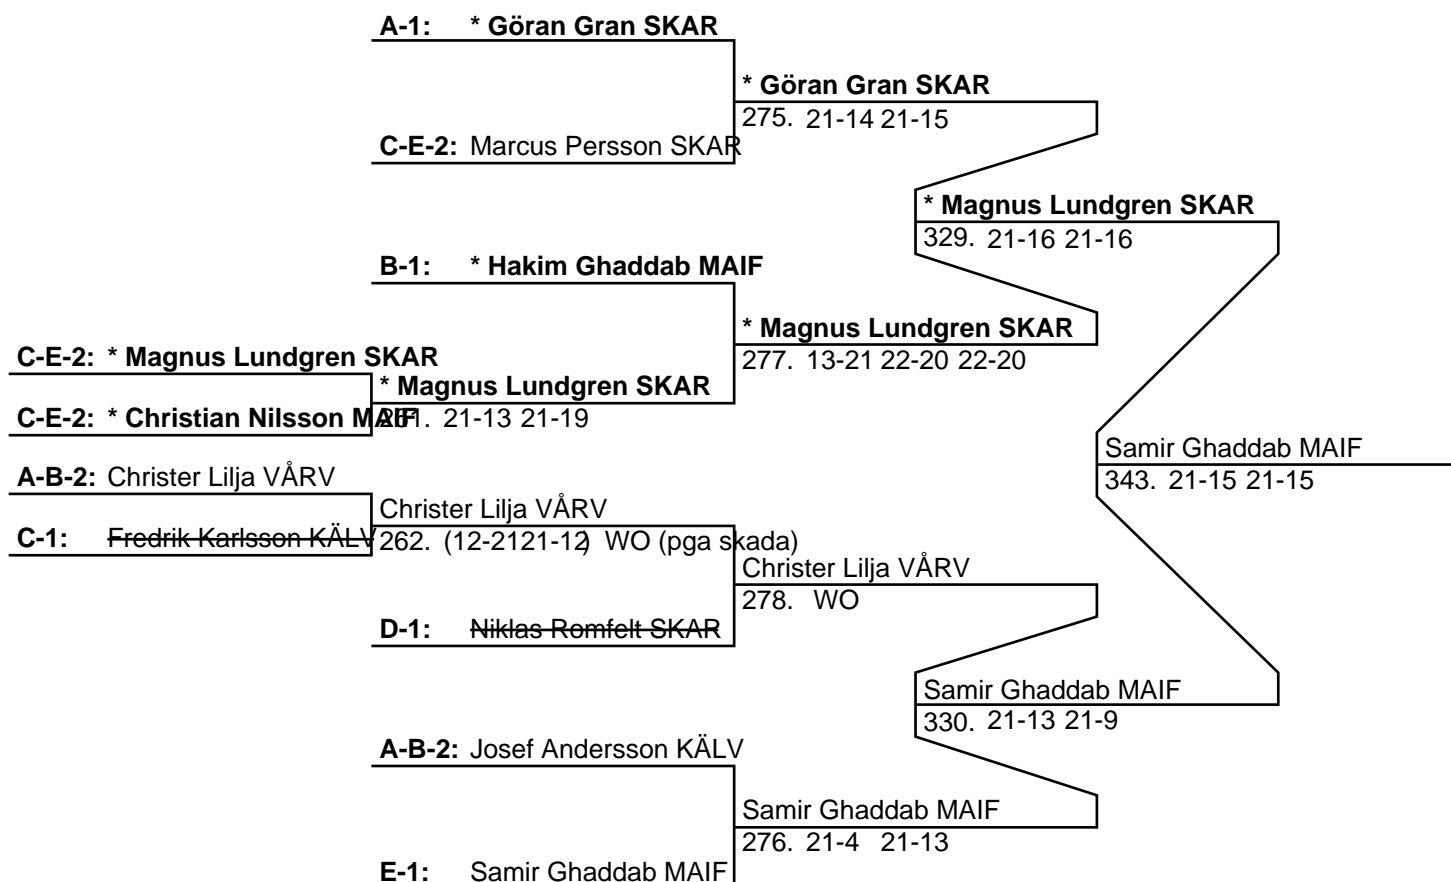 A-1: * Göran Gran SKAR
* Göran Gran SKAR
275. 21-14 21-15
C-E-2: Marcus Persson SKAR
* Magnus Lundgren SKAR
329. 21-16 21-16
B-1: * Hakim Ghaddab MAIF
* Magnus Lundgren SKAR
277. 13-21 22-20 22-20
C-E-2: * Magnus Lundgren SKAR
* Magnus Lundgren SKAR
C-E-2: * Christian Nilsson MAIF
261. 21-13 21-19
Samir Ghaddab MAIF
343. 21-15 21-15
A-B-2: Christer Lilja VÅRV
Christer Lilja VÅRV
C-1: Fredrik Karlsson KÄLV
262. (12-21 21-12) WO (pga skada)
Christer Lilja VÅRV
278. WO
D-1: Niklas Romfelt SKAR
Samir Ghaddab MAIF
330. 21-13 21-9
A-B-2: Josef Andersson KÄLV
Samir Ghaddab MAIF
276. 21-4 21-13
E-1: Samir Ghaddab MAIF